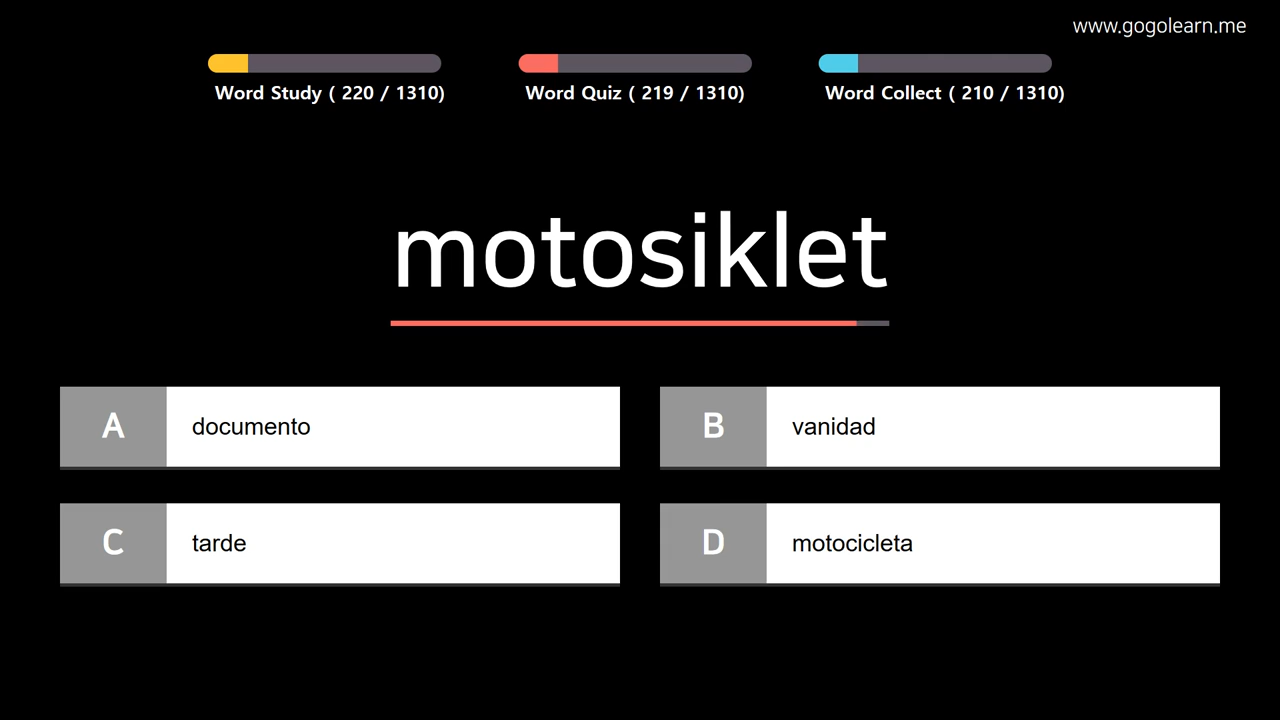 www.gogolearn.me
Word Study ( 220 / 1310)
Word Quiz ( 219 / 1310)
Word Collect ( 210 / 1310)
motosiklet
A documento
B vanidad
C tarde
D motocicleta